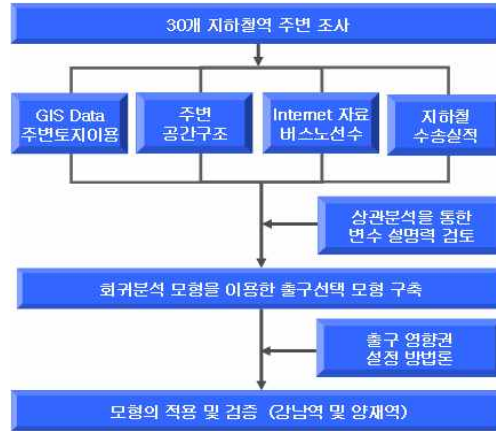 30개 지하철역 주변 조사
GIS Data
주변토지이용
주변
공간구조
Internet 자료
버스노선수
지하철
수송실적
상관분석을 통한
변수 설명력 검토
회귀분석 모형을 이용한 출구선택 모형 구축
출구 영향권
설정 방법론
모형의 적용 및 검증 (강남역 및 양재역)